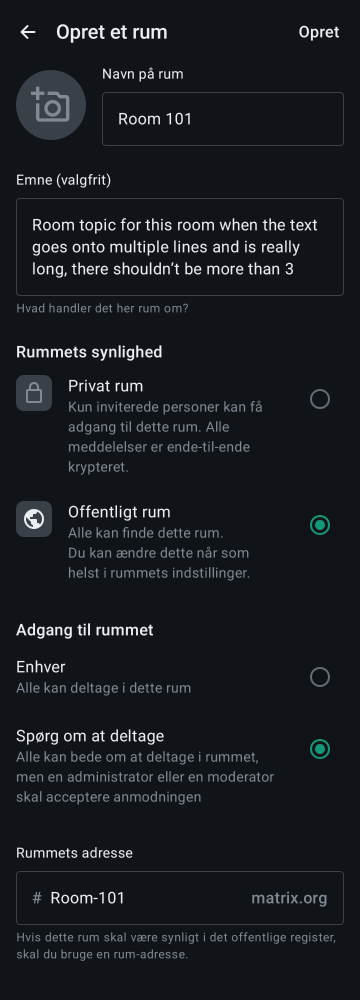 Opret et rum
Opret
Navn på rum
Room 101
Emne (valgfrit)
Room topic for this room when the text
goes onto multiple lines and is really
long, there shouldn’t be more than 3
Hvad handler det her rum om?
Rummets synlighed
Privat rum
Kun inviterede personer kan få
adgang til dette rum. Alle
meddelelser er ende-til-ende
krypteret.
Offentligt rum
Alle kan finde dette rum.
Du kan ændre dette når som
helst i rummets indstillinger.
Adgang til rummet
Enhver
Alle kan deltage i dette rum
Spørg om at deltage
Alle kan bede om at deltage i rummet,
men en administrator eller en moderator
skal acceptere anmodningen
Rummets adresse
# Room-101 matrix.org
Hvis dette rum skal være synligt i det offentlige register,
skal du bruge en rum-adresse.